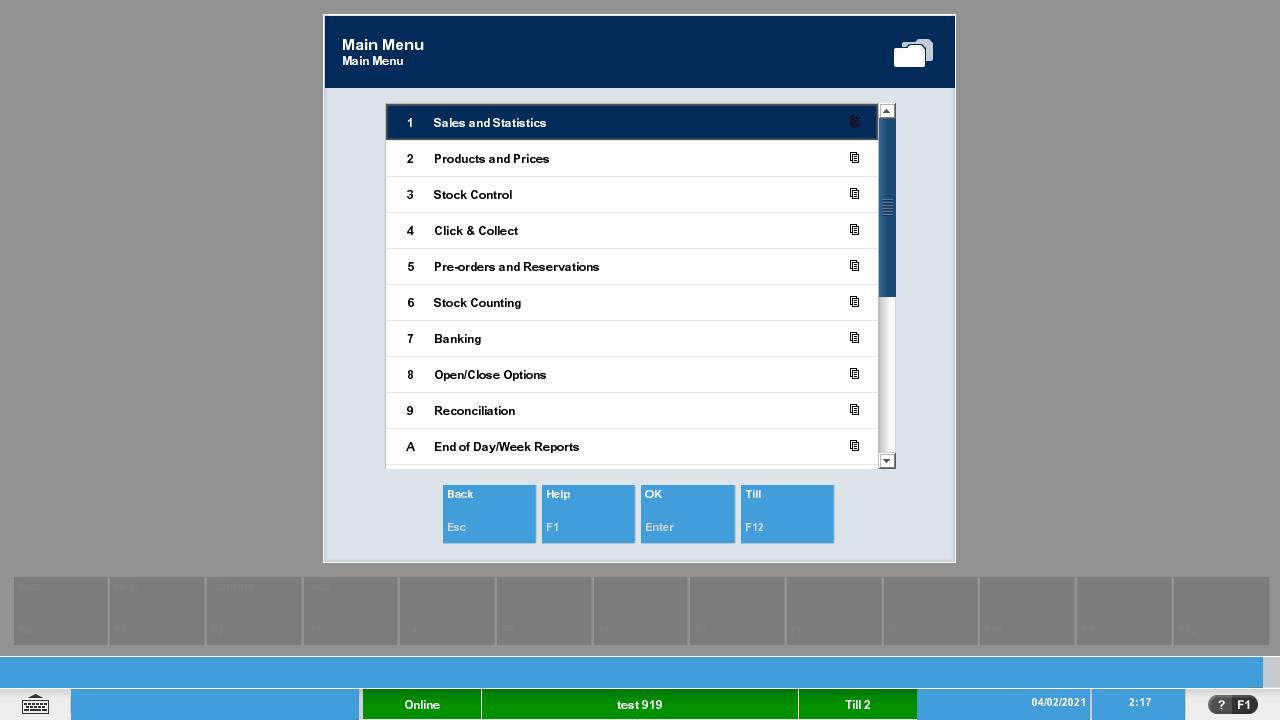 Main Menu
Main Menu
1 Sales and Statistics
2 Products and Prices
3 Stock Control
4 Click & Collect
5 Pre-orders and Reservations
6 Stock Counting
7 Banking
8 Open/Close Options
9 Reconciliation
A End of Day/Week Reports
Back Help OK Till
Esc F1 Enter F12
Online test 919 Till 2 04/02/2021 2:17 ? F1